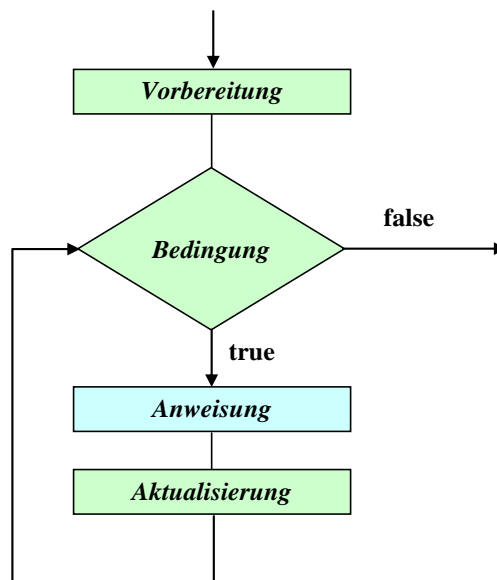 Vorbereitung
false
Bedingung
true
Anweisung
Aktualisierung